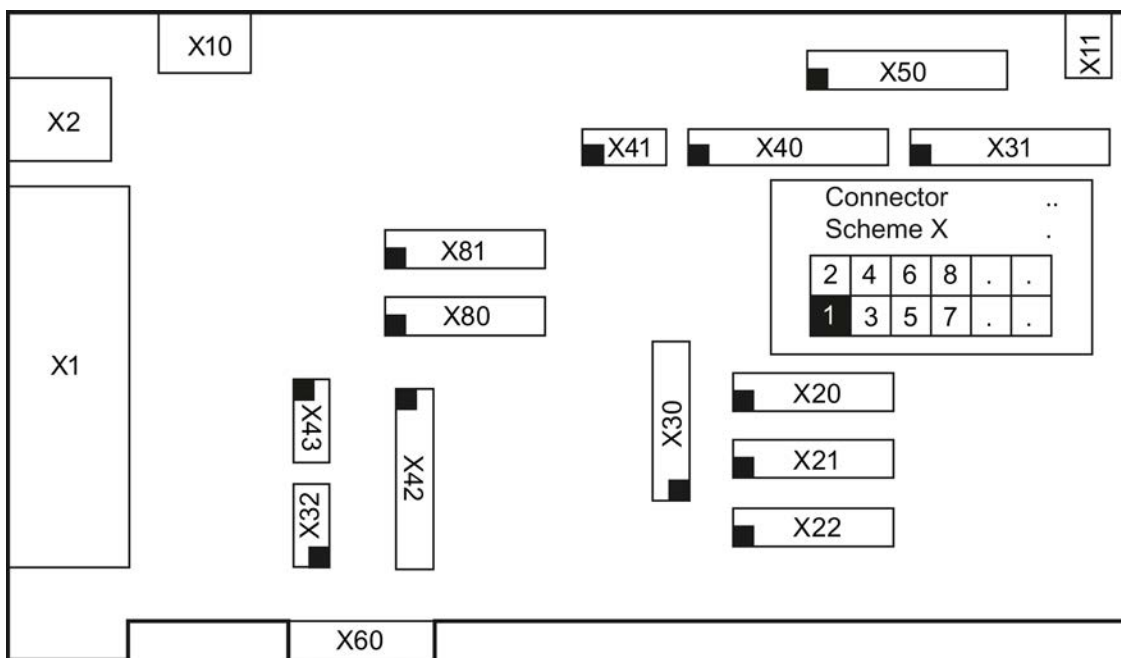 X10
X11
X50
X2
X41
X40
X31
Connector ..
Scheme X .
2 4 6 8 . .
1 3 5 7 . .
X81
X80
X1
X43
X42
X30
X20
X21
X32
X22
X60